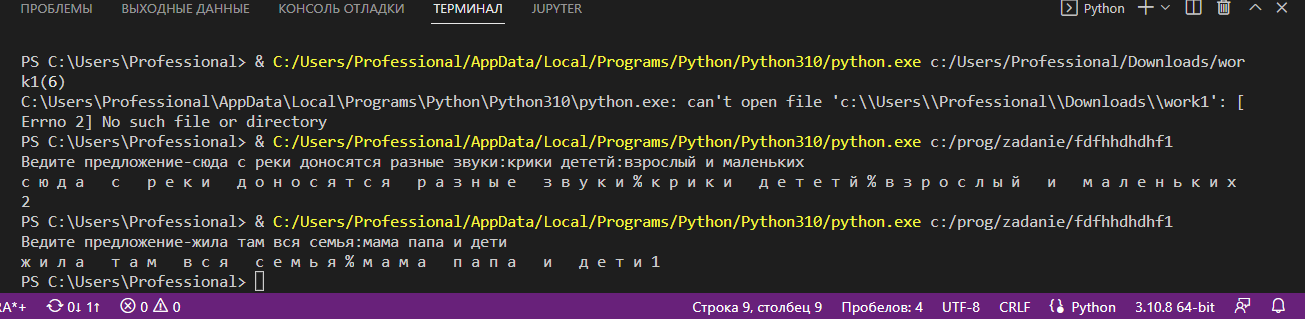 ПРОБЛЕМЫ ВЫХОДНЫЕ ДАННЫЕ КОНСОЛЬ ОТЛАДКИ ТЕРМИНАЛ JUPYTER Python
PS C:\Users\Professional> & C:/Users/Professional/AppData/Local/Programs/Python/Python310/python.exe c:/Users/Professional/Downloads/wor
k1(6)
C:\Users\Professional\AppData\Local\Programs\Python\Python310\python.exe: can't open file 'c:\\Users\\Professional\\Downloads\\work1': [
Errno 2] No such file or directory
PS C:\Users\Professional> & C:/Users/Professional/AppData/Local/Programs/Python/Python310/python.exe c:/prog/zadanie/fdfhhdhdhf1
Ведите предложение-сюда с реки доносятся разные звуки:крики дететй:взрослый и маленьких
с ю д а   с   р е к и   д о н о с я т с я   р а з н ы е   з в у к и % к р и к и   д е т е т й % в з р о с л ы й   и   м а л е н ь к и х
2
PS C:\Users\Professional> & C:/Users/Professional/AppData/Local/Programs/Python/Python310/python.exe c:/prog/zadanie/fdfhhdhdhf1
Ведите предложение-жила там вся семья:мама папа и дети
ж и л а   т а м   в с я   с е м ь я % м а м а   п а п а   и   д е т и 1
PS C:\Users\Professional>
RA*+ 0↓ 1↑ 0 0 Строка 9, столбец 9 Пробелов: 4 UTF-8 CRLF Python 3.10.8 64-bit